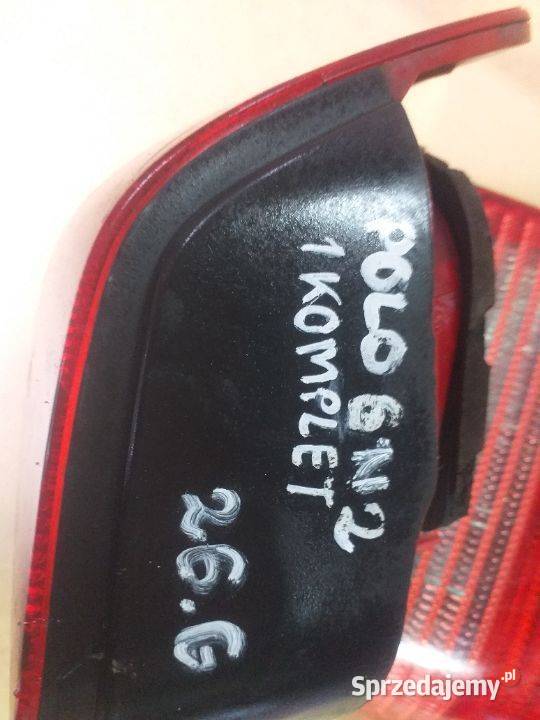 POLO 6N2
1 KOMPLET
26.G
Sprzedajemy.pl